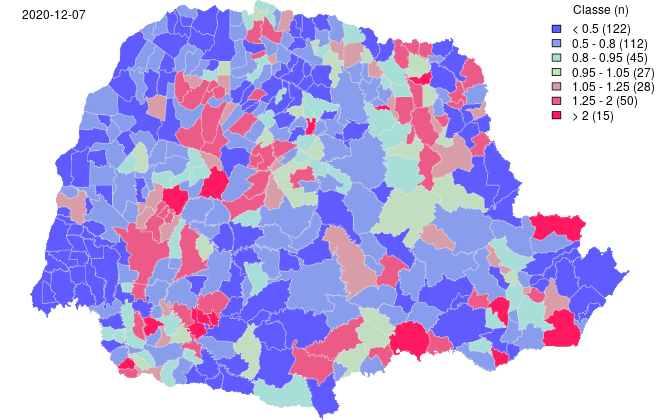 2020-12-07
Classe (n)
< 0.5 (122)
0.5 - 0.8 (112)
0.8 - 0.95 (45)
0.95 - 1.05 (27)
1.05 - 1.25 (28)
1.25 - 2 (50)
> 2 (15)